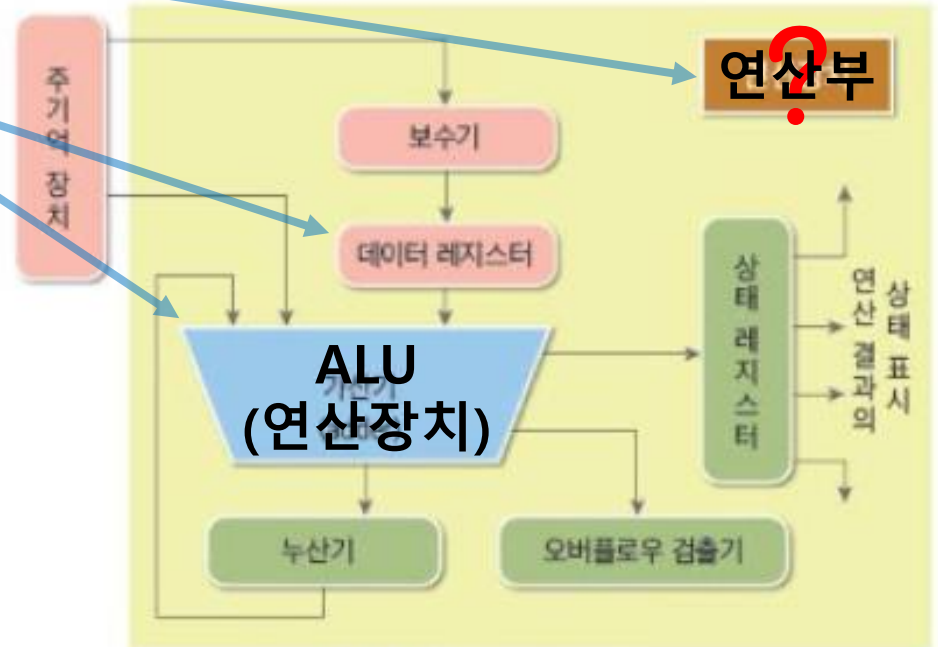 연산부
?
주기억 장치
보수기
데이터 레지스터
ALU
(연산장치)
상태 레지스터
연산 결과의
상태 표시
누산기
오버플로우 검출기